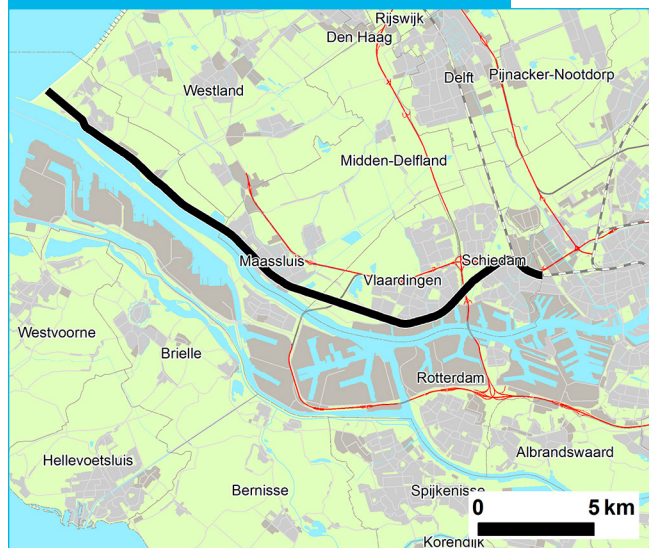 Rijswijk
Den Haag
Delft
Pijnacker-Nootdorp
Westland
Midden-Delfland
Maassluis
Schiedam
Vlaardingen
Westvoorne
Brielle
Rotterdam
Albrandswaard
Hellevoetsluis
Bernisse
Spijkenisse
0 5 km
Korendijk